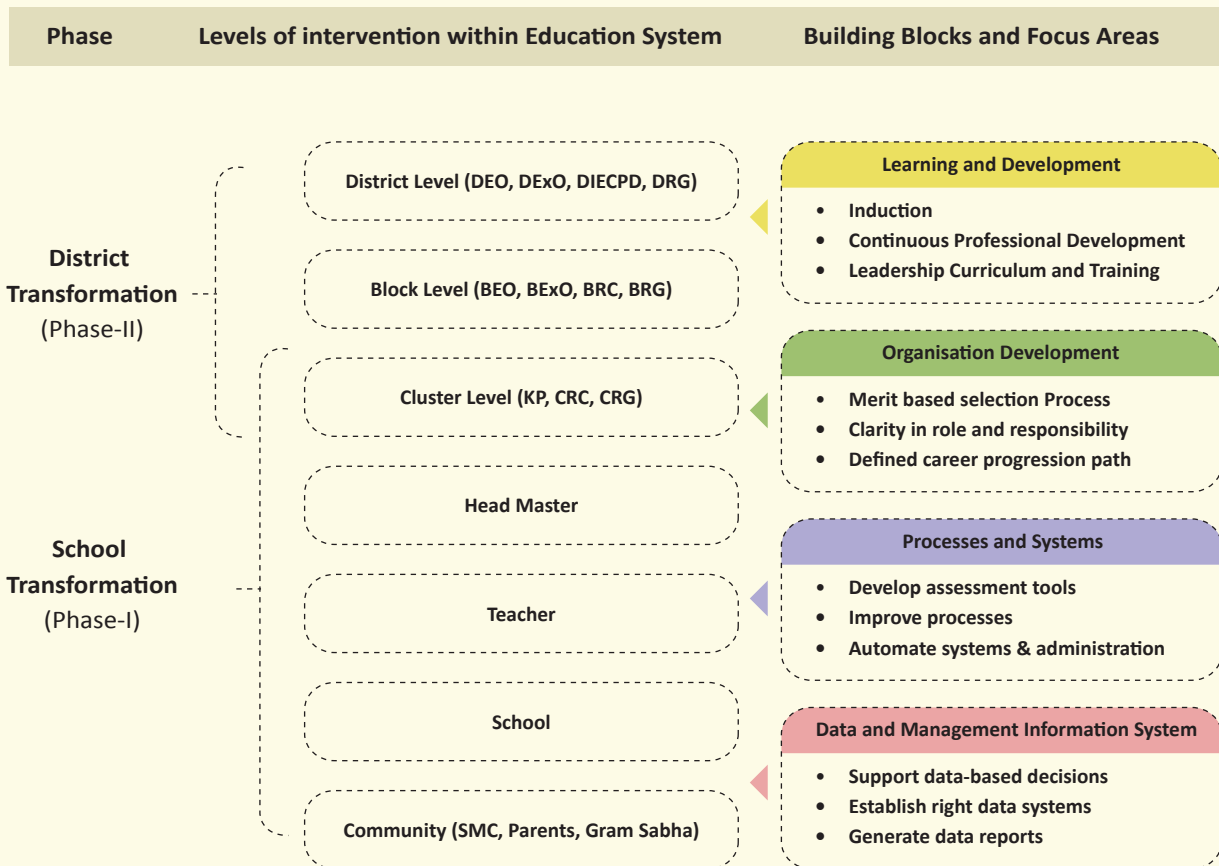 Phase
Levels of intervention within Education System
Building Blocks and Focus Areas
District
Transformation
(Phase-II)
School
Transformation
(Phase-I)
District Level (DEO, DExO, DIECPD, DRG)
Block Level (BEO, BExO, BRC, BRG)
Cluster Level (KP, CRC, CRG)
Head Master
Teacher
School
Community (SMC, Parents, Gram Sabha)
Learning and Development
• Induction
• Continuous Professional Development
• Leadership Curriculum and Training
Organisation Development
• Merit based selection Process
• Clarity in role and responsibility
• Defined career progression path
Processes and Systems
• Develop assessment tools
• Improve processes
• Automate systems & administration
Data and Management Information System
• Support data-based decisions
• Establish right data systems
• Generate data reports